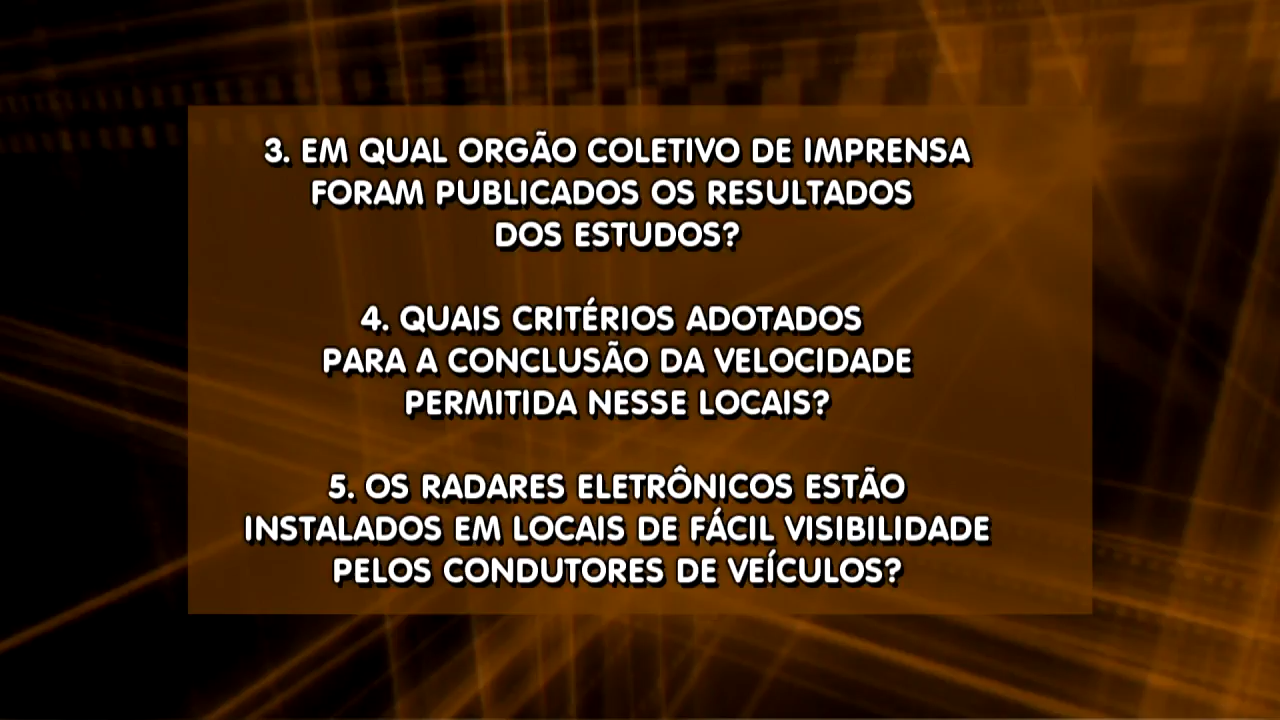 3. EM QUAL ORGÃO COLETIVO DE IMPRENSA
FORAM PUBLICADOS OS RESULTADOS
DOS ESTUDOS?
4. QUAIS CRITÉRIOS ADOTADOS
PARA A CONCLUSÃO DA VELOCIDADE
PERMITIDA NESSE LOCAIS?
5. OS RADARES ELETRÔNICOS ESTÃO
INSTALADOS EM LOCAIS DE FÁCIL VISIBILIDADE
PELOS CONDUTORES DE VEÍCULOS?